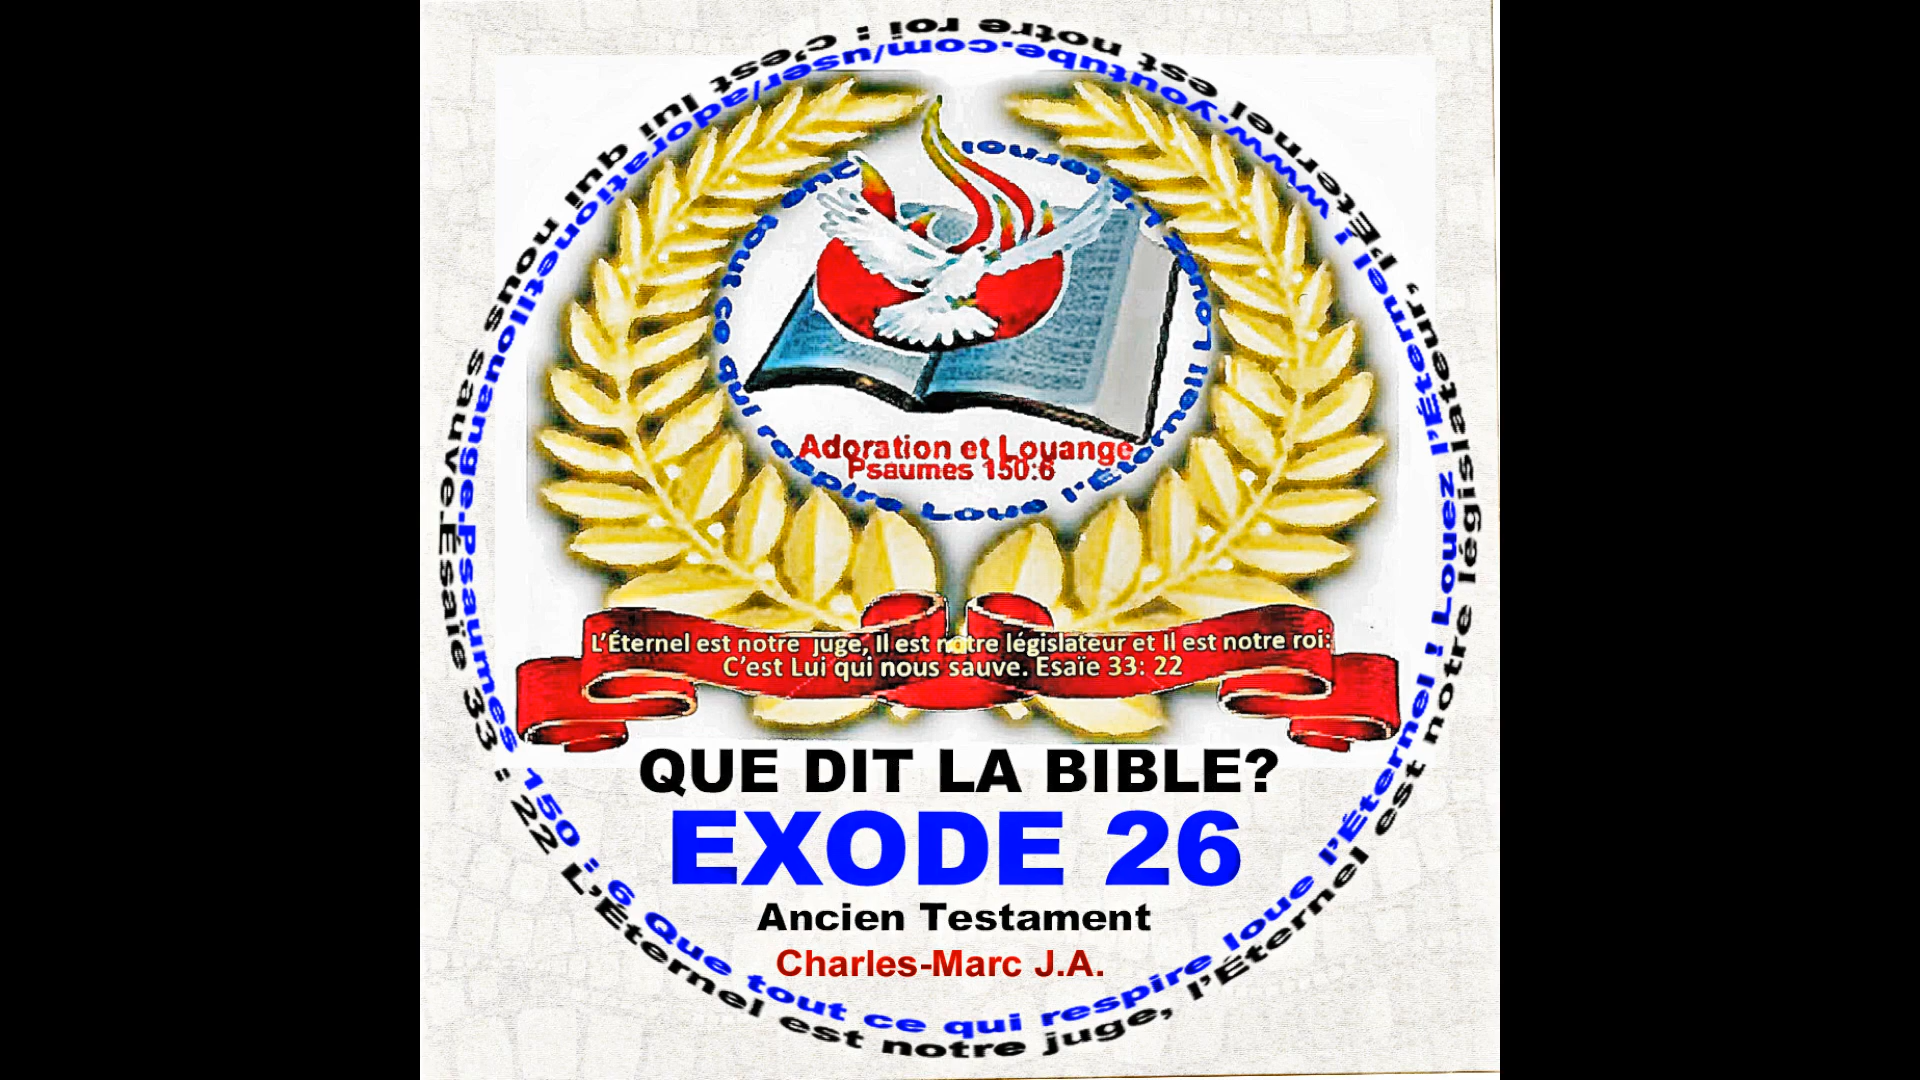 L'Éternel est notre juge, l'Éternel est notre législateur, l'Éternel est notre roi : c'est lui qui nous sauve. Esaïe 33 : 22
www.youtube.com/user/adorationetllouange.Psaumes 150 : 6 Que tout ce qui respire loue l'Éternel ! Louez l'Éternel !
Que tout ce qui respire Loue l'Éternel! Louez L'Éternel
Adoration et Louange
Psaumes 150:6
L'Éternel est notre juge, Il est notre législateur et Il est notre roi:
C'est Lui qui nous sauve. Esaïe 33: 22
QUE DIT LA BIBLE?
EXODE 26
Ancien Testament
Charles-Marc J.A.